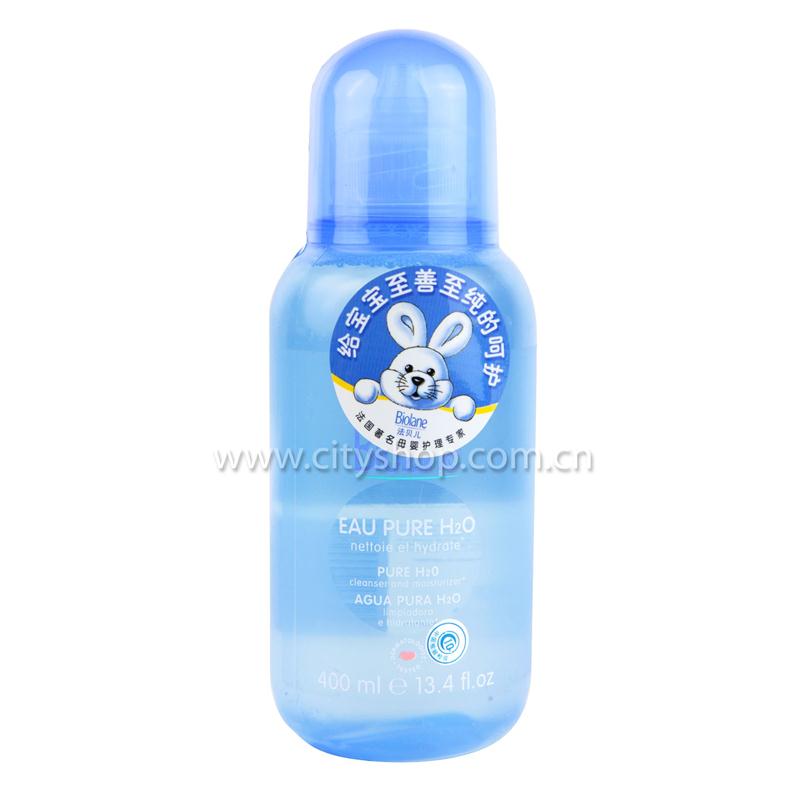 给宝宝至善至纯的呵护
Biolane
法贝儿
法国著名母婴护理专家
www.cityshop.com.cn
EAU PURE H2O
nettoie et hydrate*
PURE H2O
cleanser and moisturizer*
AGUA PURA H2O
limpiadora
e hidratante*
400 ml e 13.4 fl.oz